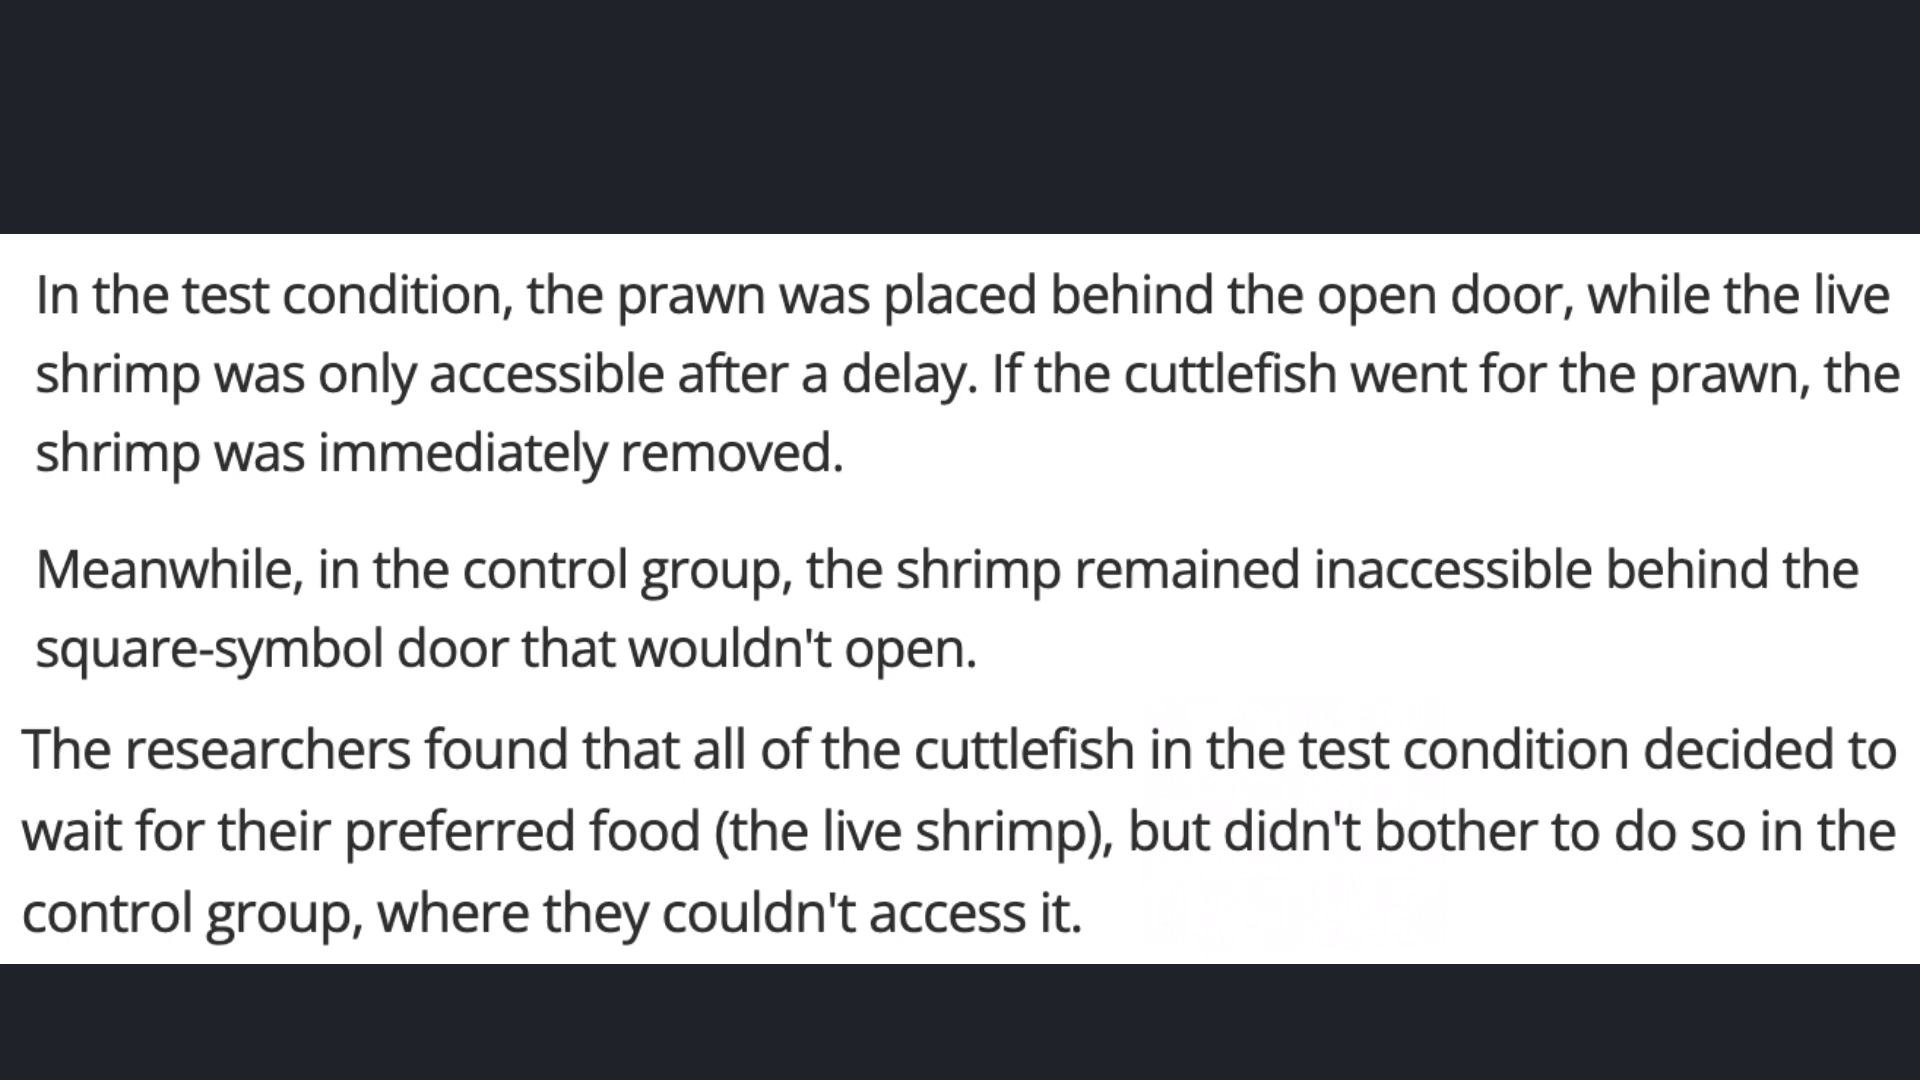 In the test condition, the prawn was placed behind the open door, while the live
shrimp was only accessible after a delay. If the cuttlefish went for the prawn, the
shrimp was immediately removed.
Meanwhile, in the control group, the shrimp remained inaccessible behind the
square-symbol door that wouldn't open.
The researchers found that all of the cuttlefish in the test condition decided to
wait for their preferred food (the live shrimp), but didn't bother to do so in the
control group, where they couldn't access it.